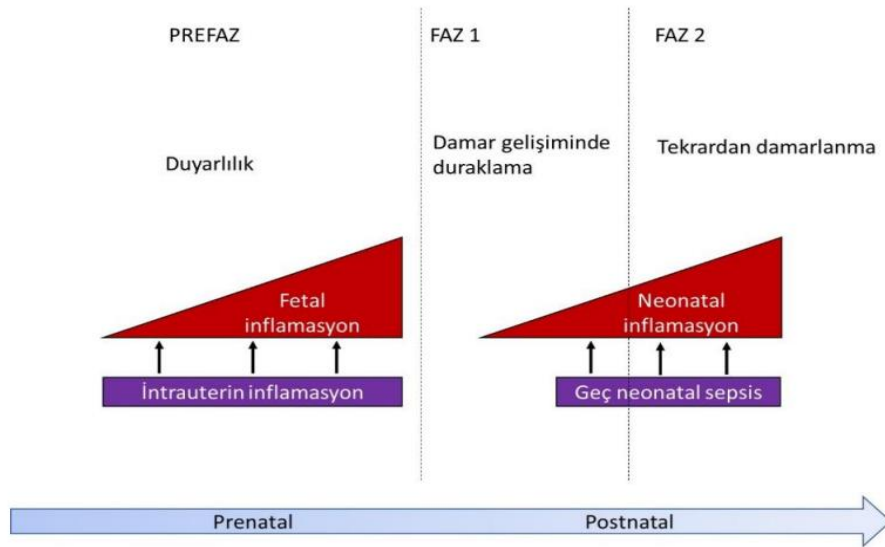 PREFAZ
FAZ 1
FAZ 2
Duyarlılık
Damar gelişiminde
duraklama
Tekrardan damarlanma
Fetal
inflamasyon
Neonatal
inflamasyon
İntrauterin inflamasyon
Geç neonatal sepsis
Prenatal
Postnatal